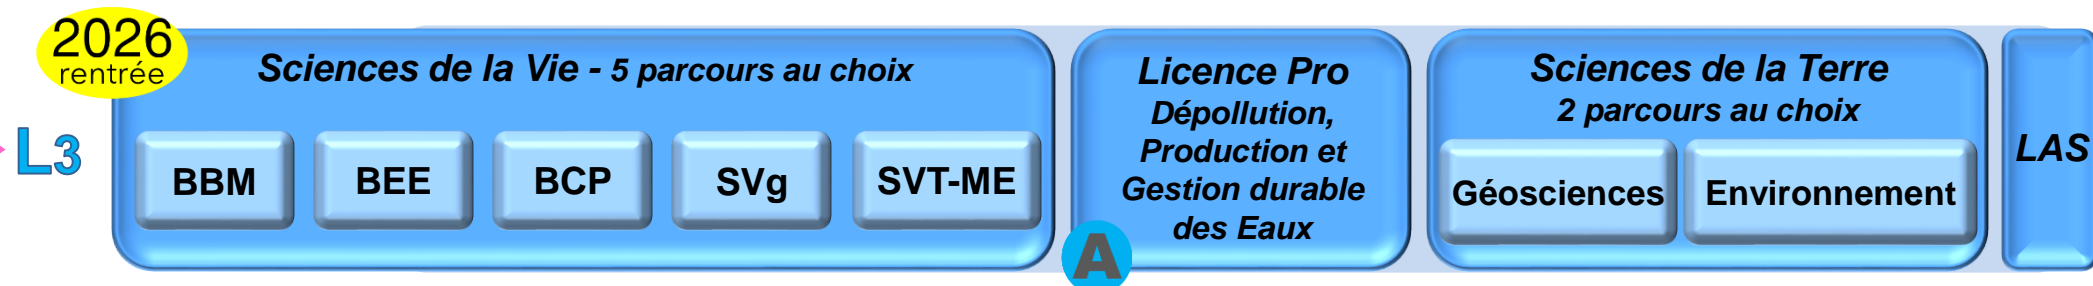 2026
rentrée
L3
Sciences de la Vie - 5 parcours au choix
BBM
BEE
BCP
SVg
SVT-ME
Licence Pro
Dépollution,
Production et
Gestion durable
des Eaux
A
Sciences de la Terre
2 parcours au choix
Géosciences
Environnement
LAS